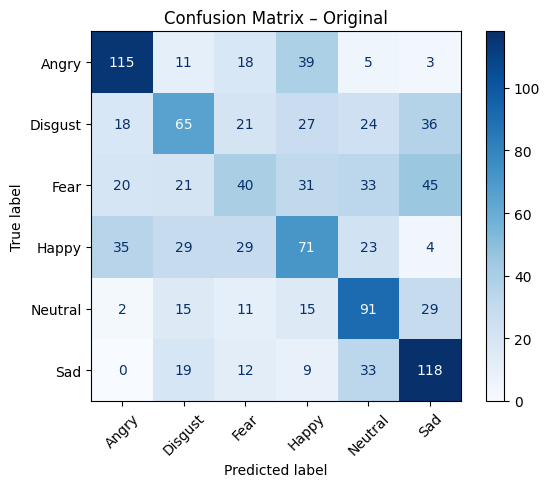 Confusion Matrix – Original
Angry 115 11 18 39 5 3
Disgust 18 65 21 27 24 36
Fear 20 21 40 31 33 45
Happy 35 29 29 71 23 4
Neutral 2 15 11 15 91 29
Sad 0 19 12 9 33 118
Angry Disgust Fear Happy Neutral Sad
Predicted label
True label
100
80
60
40
20
0